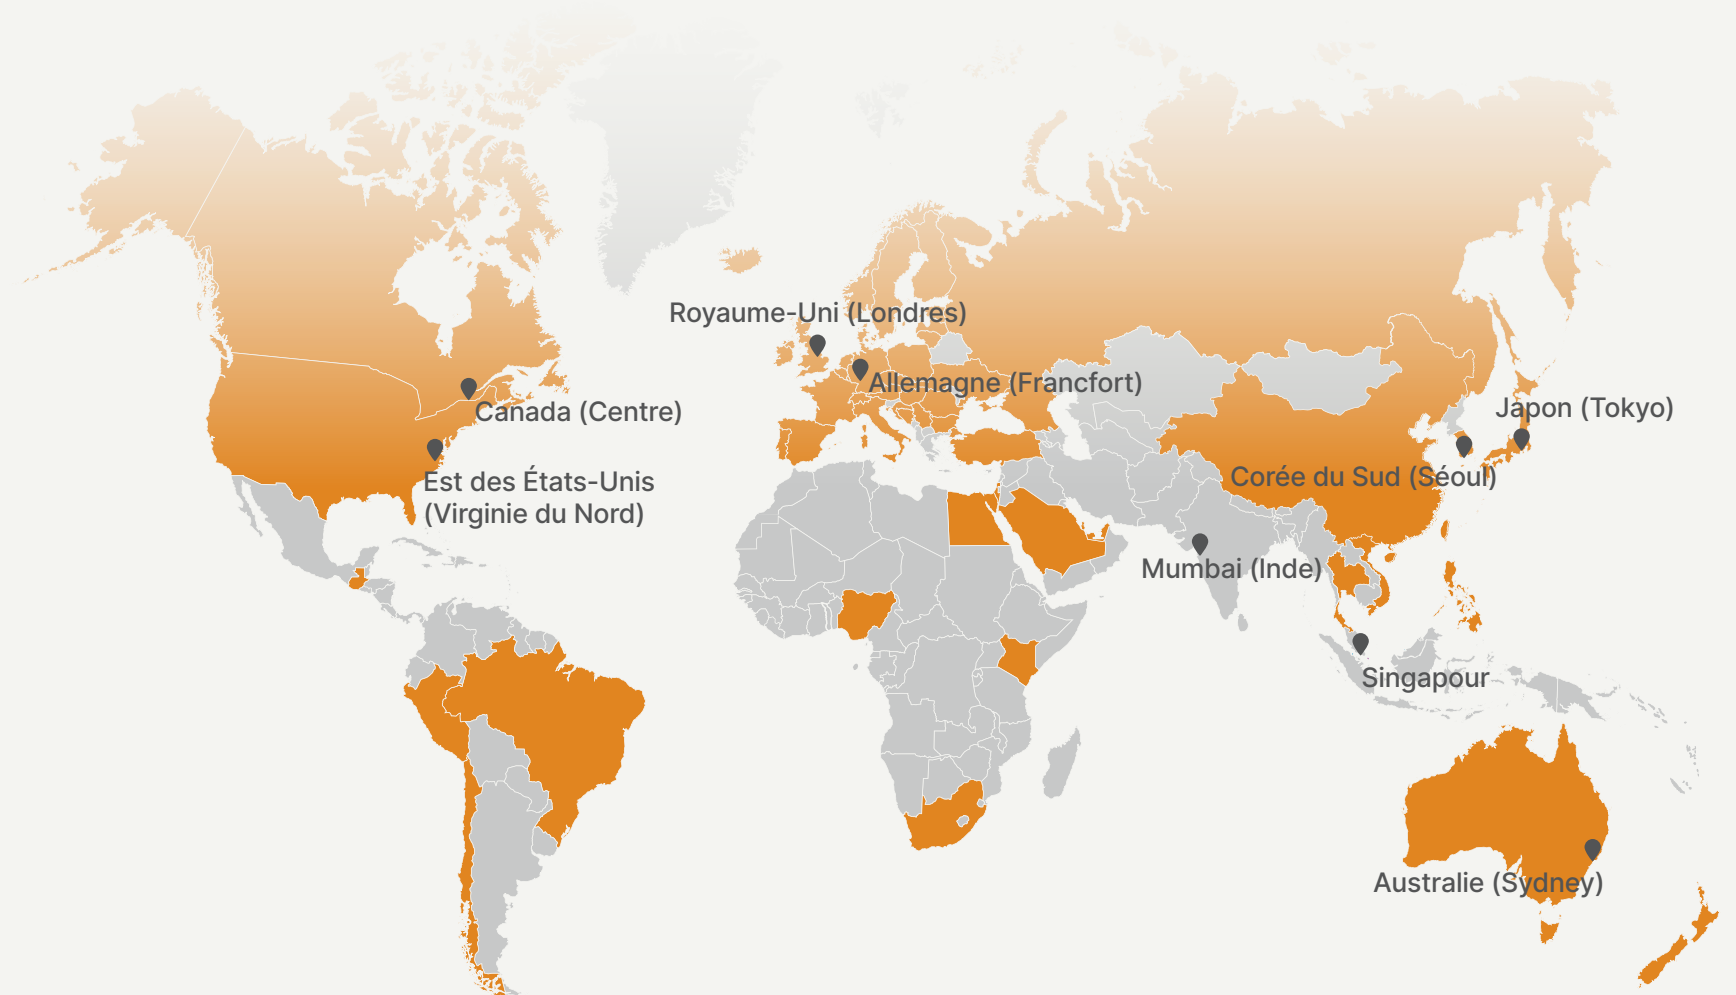 Royaume-Uni (Londres)
Allemagne (Francfort)
Canada (Centre)
Japon (Tokyo)
Est des États-Unis
(Virginie du Nord)
Corée du Sud (Séoul)
Mumbai (Inde)
Singapour
Australie (Sydney)